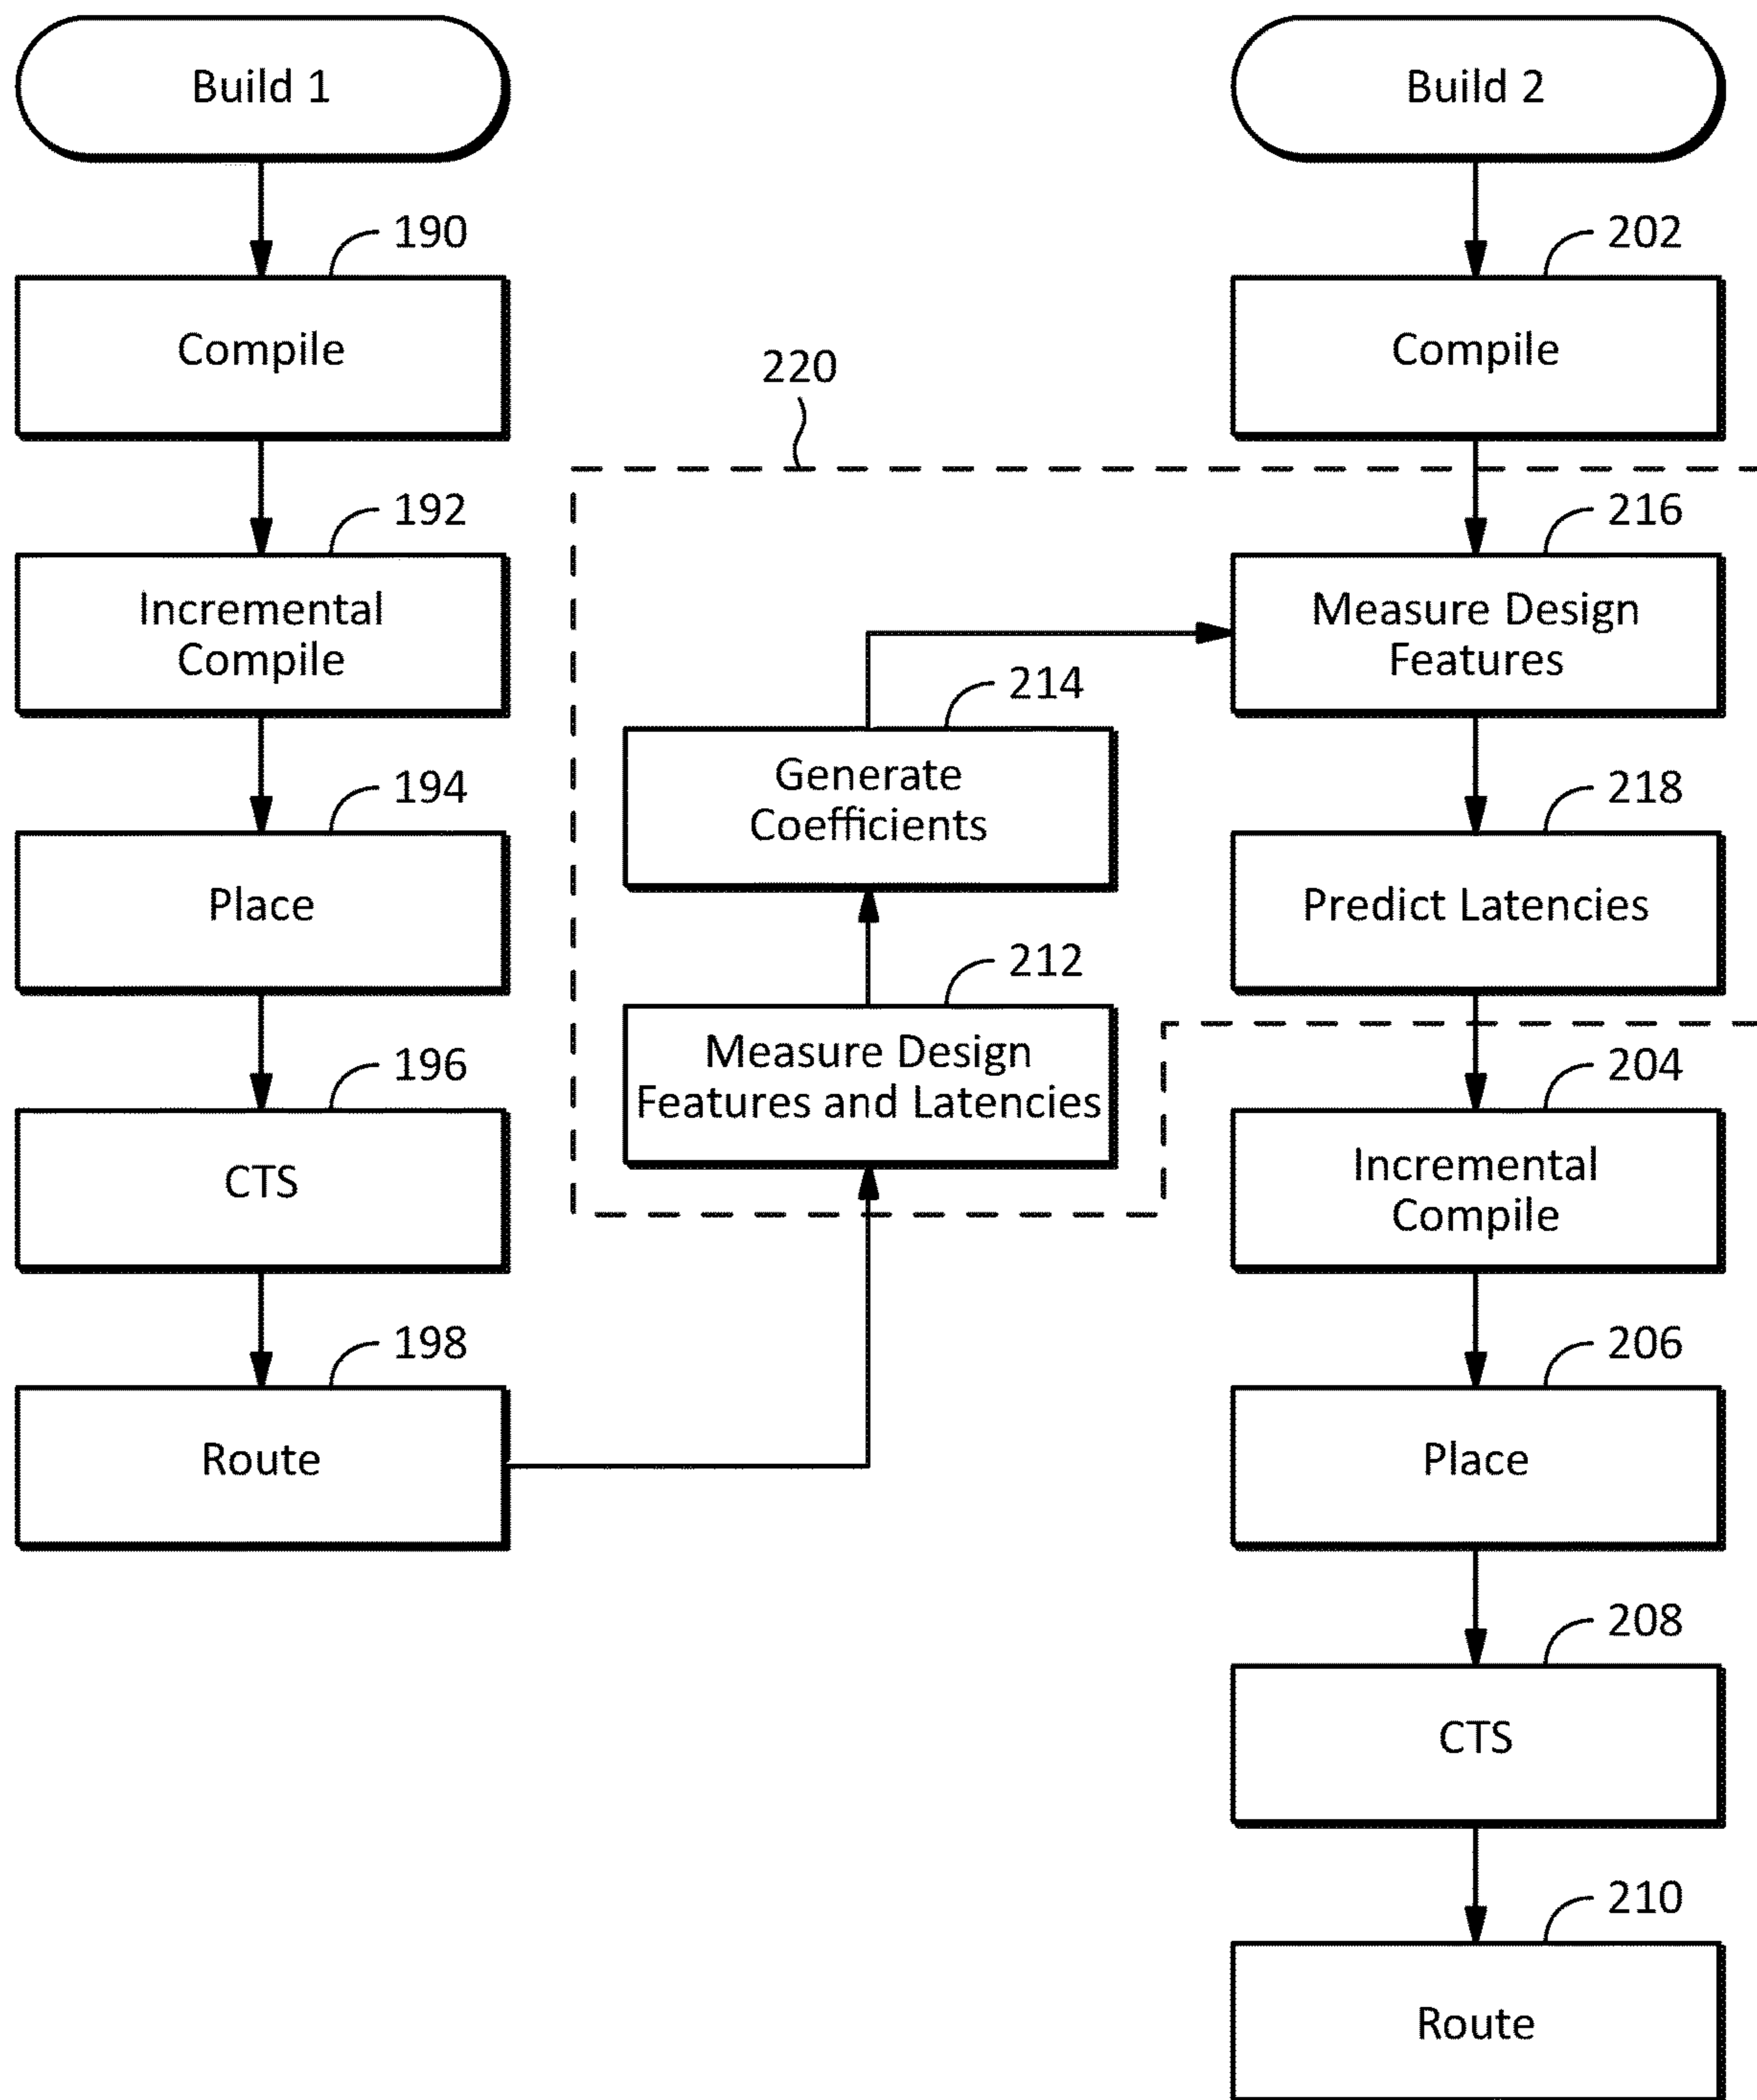 Build 1
190
Compile
192
Incremental
Compile
194
Place
196
CTS
198
Route
220
214
Generate
Coefficients
212
Measure Design
Features and Latencies
Build 2
202
Compile
216
Measure Design
Features
218
Predict Latencies
204
Incremental
Compile
206
Place
208
CTS
210
Route